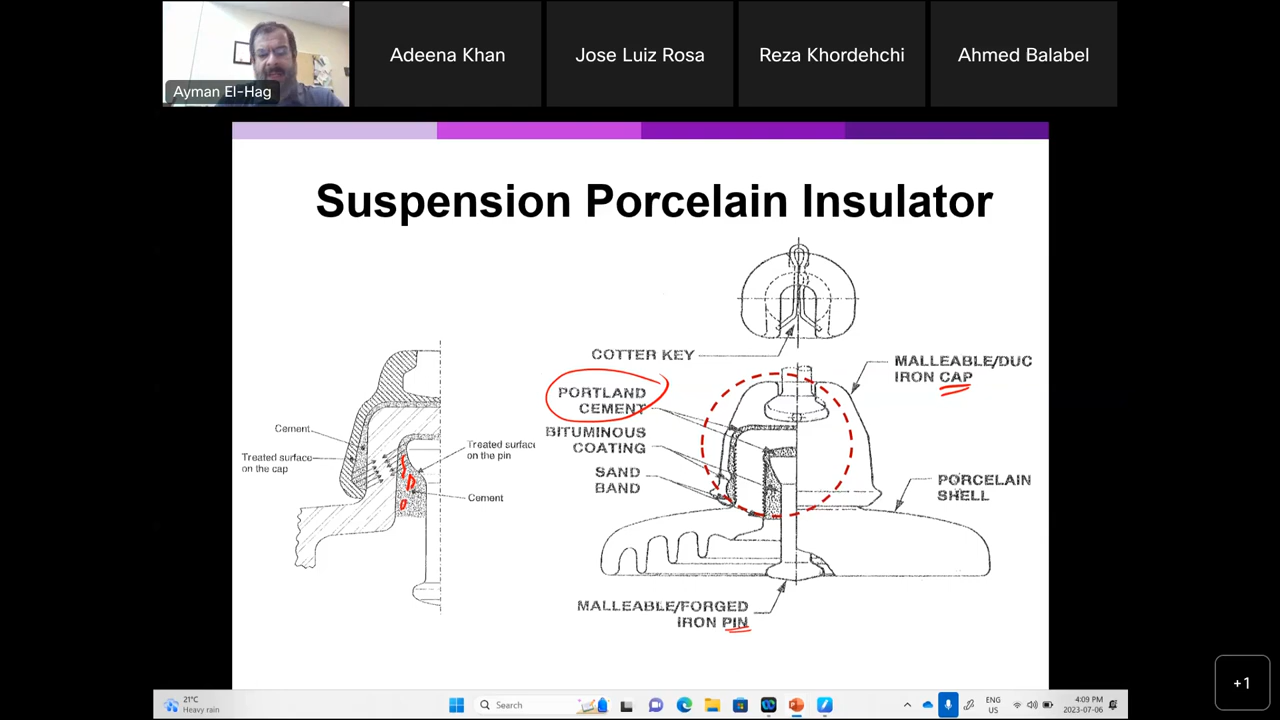 Ayman El-Hag
Adeena Khan
Jose Luiz Rosa
Reza Khordehchi
Ahmed Balabel
Suspension Porcelain Insulator
COTTER KEY
MALLEABLE/DUC
IRON CAP
PORTLAND
CEMENT
BITUMINOUS
COATING
SAND
BAND
PORCELAIN
SHELL
MALLEABLE/FORGED
IRON PIN
Cement
Treated surface
on the cap
Treated surface
on the pin
Cement
+1
21°C
Heavy rain
Search
ENG
US
4:09 PM
2023-07-06